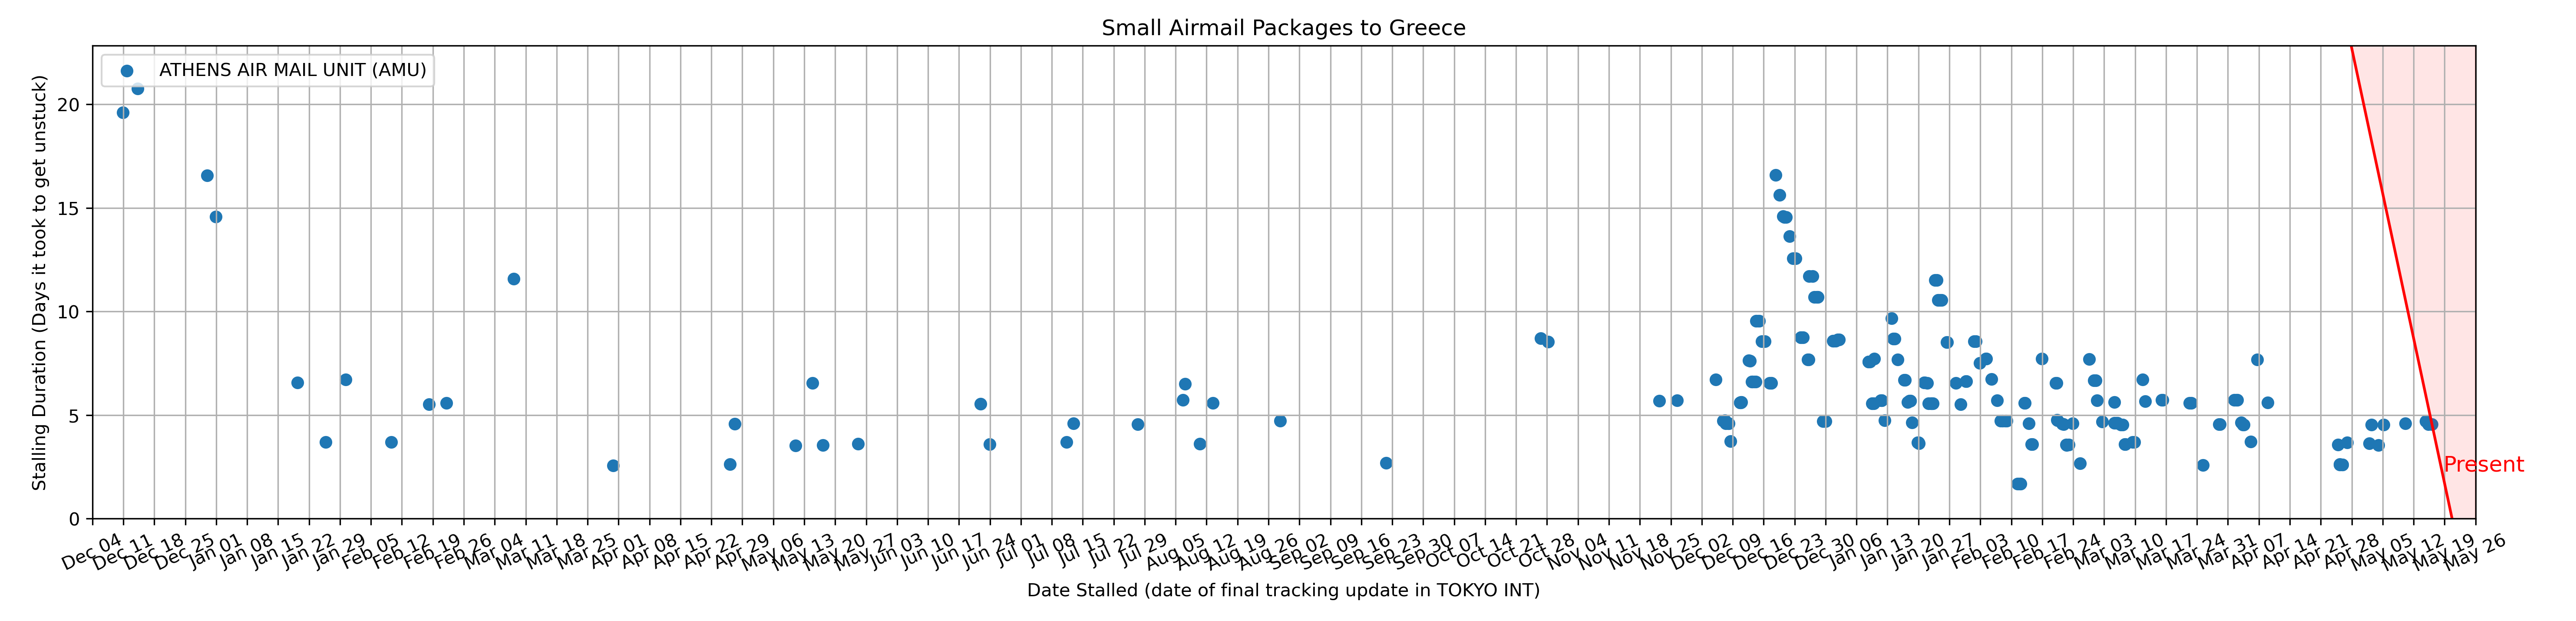 Small Airmail Packages to Greece
ATHENS AIR MAIL UNIT (AMU)
Stalling Duration (Days it took to get unstuck)
20
15
10
5
0
Present
Dec 04
Dec 11
Dec 18
Dec 25
Jan 01
Jan 08
Jan 15
Jan 22
Jan 29
Feb 05
Feb 12
Feb 19
Feb 26
Mar 04
Mar 11
Mar 18
Mar 25
Apr 01
Apr 08
Apr 15
Apr 22
Apr 29
May 06
May 13
May 20
May 27
Jun 03
Jun 10
Jun 17
Jun 24
Jul 01
Jul 08
Jul 15
Jul 22
Jul 29
Aug 05
Aug 12
Aug 19
Aug 26
Sep 02
Sep 09
Sep 16
Sep 23
Sep 30
Oct 07
Oct 14
Oct 21
Oct 28
Nov 04
Nov 11
Nov 18
Nov 25
Dec 02
Dec 09
Dec 16
Dec 23
Dec 30
Jan 06
Jan 13
Jan 20
Jan 27
Feb 03
Feb 10
Feb 17
Feb 24
Mar 03
Mar 10
Mar 17
Mar 24
Mar 31
Apr 07
Apr 14
Apr 21
Apr 28
May 05
May 12
May 19
May 26
Date Stalled (date of final tracking update in TOKYO INT)